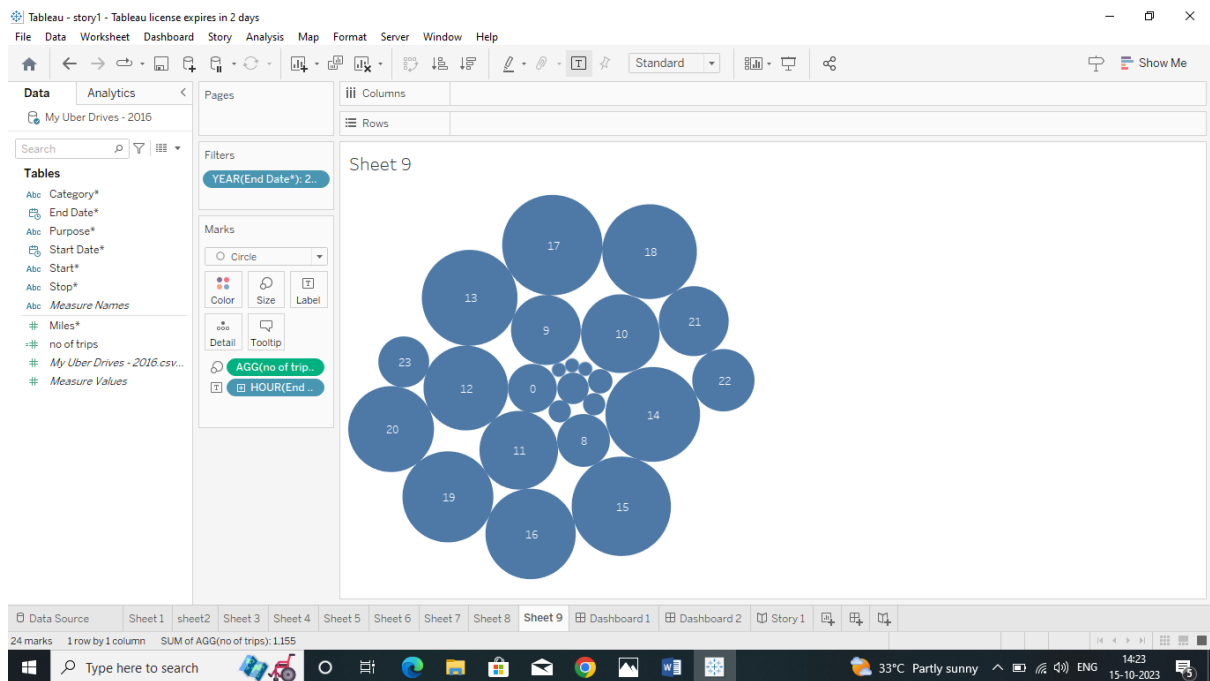 Tableau - story1 - Tableau license expires in 2 days
File Data Worksheet Dashboard Story Analysis Map Format Server Window Help
Standard Show Me
Data Analytics
My Uber Drives - 2016
Search
Tables
Abc Category*
End Date*
Abc Purpose*
Start Date*
Abc Start*
Abc Stop*
Abc Measure Names
# Miles*
=# no of trips
# My Uber Drives - 2016.csv...
# Measure Values
Pages
Filters
YEAR(End Date*): 2..
Marks
Circle
Color Size Label
Detail Tooltip
AGG(no of trip..
T HOUR(End ..
iii Columns
Rows
Sheet 9
17
18
13
21
9
10
23
22
12
0
14
20
8
11
19
15
16
Data Source Sheet 1 sheet2 Sheet 3 Sheet 4 Sheet 5 Sheet 6 Sheet 7 Sheet 8 Sheet 9 Dashboard 1 Dashboard 2 Story 1
24 marks 1 row by 1 column SUM of AGG(no of trips): 1,155
Type here to search 33°C Partly sunny ENG 14:23
15-10-2023
5